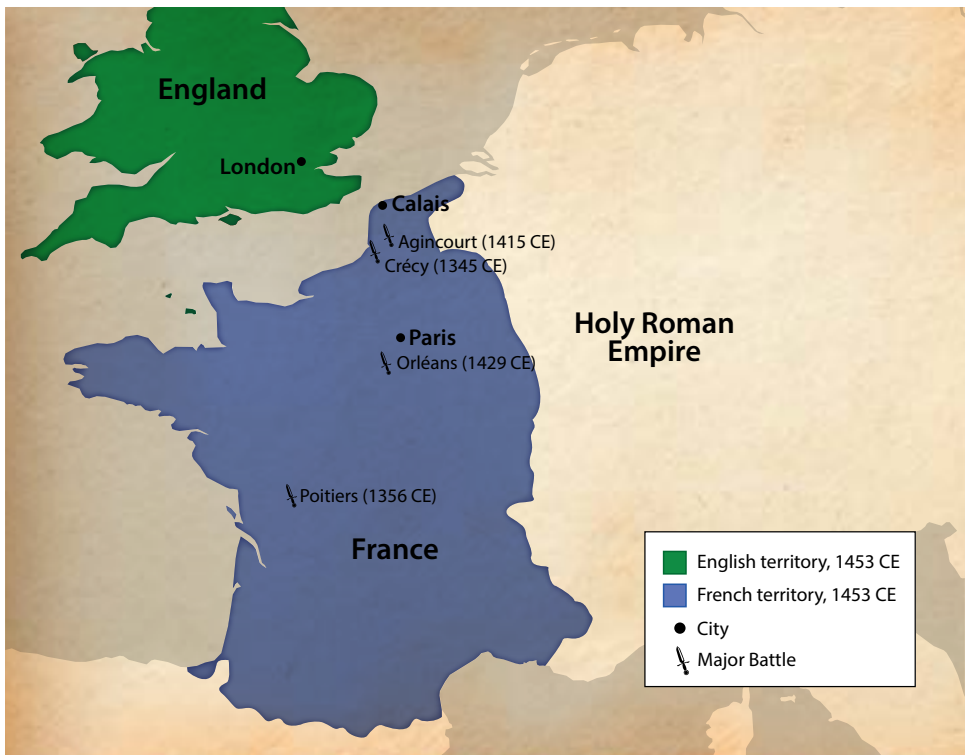 England
London
Calais
Agincourt (1415 CE)
Crécy (1345 CE)
Paris
Orléans (1429 CE)
Holy Roman
Empire
Poitiers (1356 CE)
France
English territory, 1453 CE
French territory, 1453 CE
City
Major Battle